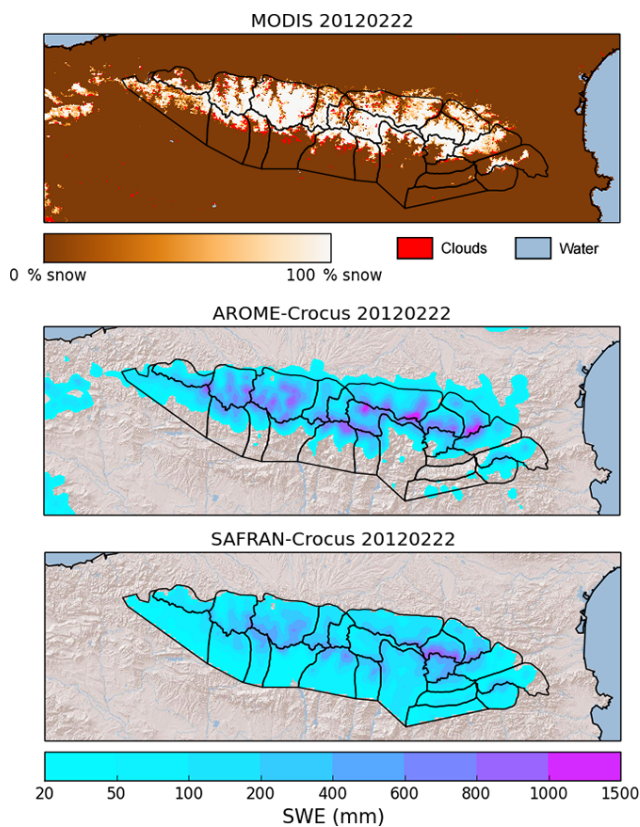 MODIS 20120222
0 % snow 100 % snow Clouds Water
AROME-Crocus 20120222
SAFRAN-Crocus 20120222
20 50 100 200 400 600 800 1000 1500
SWE (mm)